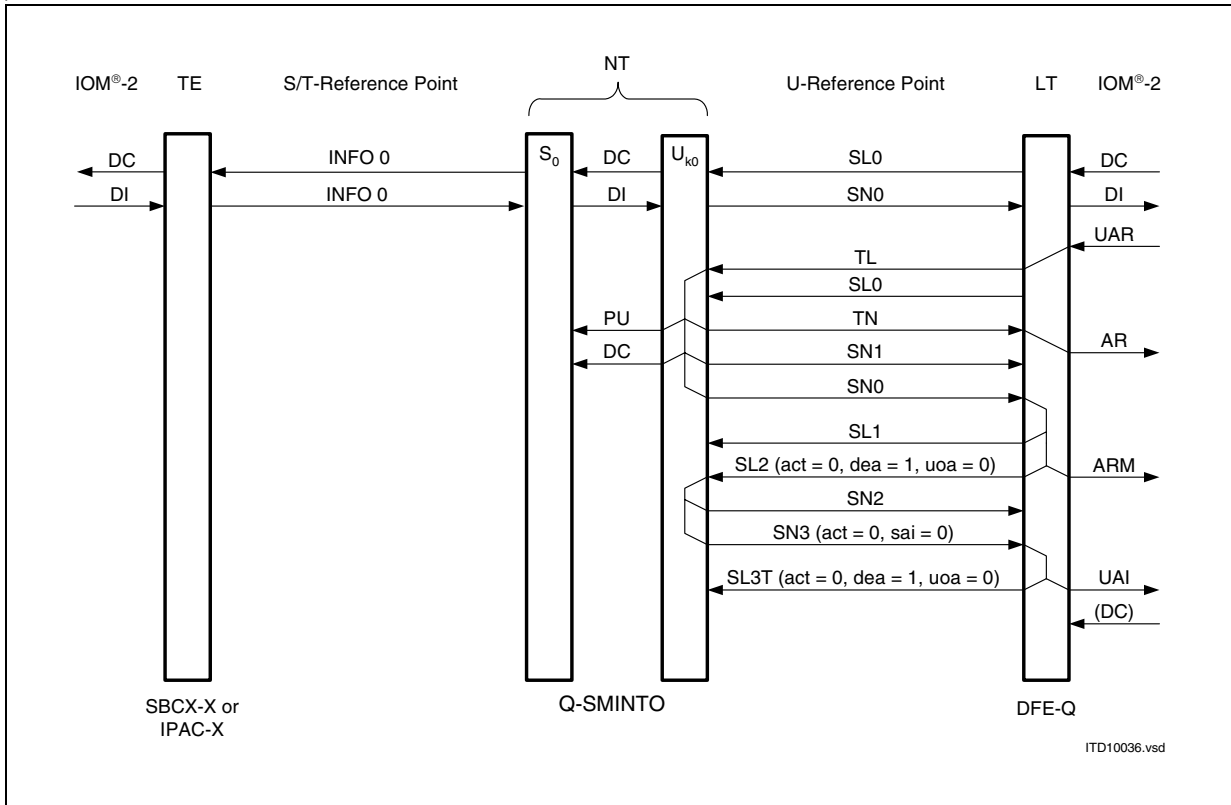 NT
IOM®-2 TE S/T-Reference Point U-Reference Point LT IOM®-2
S0 Uk0
DC INFO 0 DC SL0 DC
DI INFO 0 DI SN0 DI
UAR
TL
SL0
PU TN AR
DC SN1
SN0
SL1
SL2 (act = 0, dea = 1, uoa = 0) ARM
SN2
SN3 (act = 0, sai = 0)
SL3T (act = 0, dea = 1, uoa = 0) UAI
(DC)
SBCX-X or
IPAC-X
Q-SMINTO
DFE-Q
ITD10036.vsd